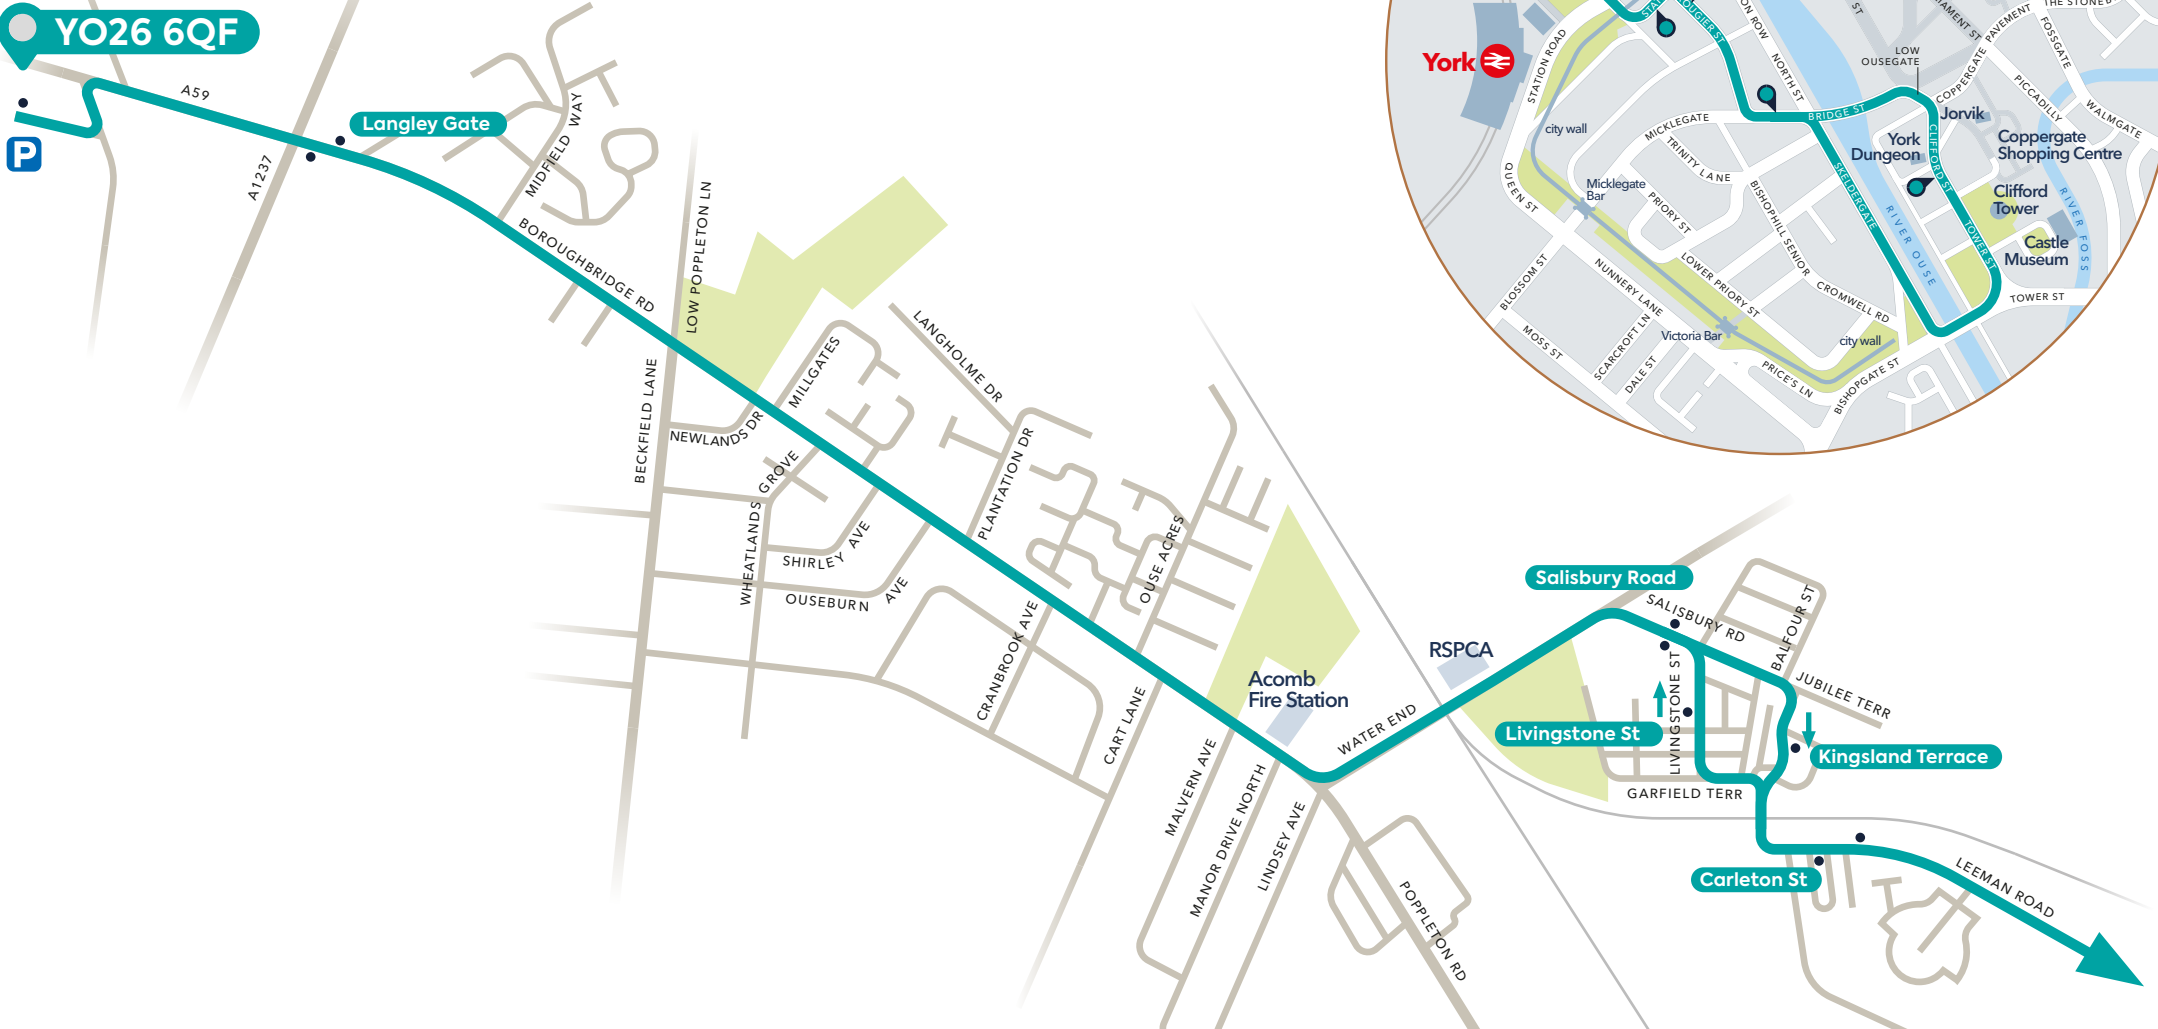 YO26 6QF
P
A59
A1237
Langley Gate
MIDFIELD WAY
BOROUGHBRIDGE RD
LOW POPPLETON LN
BECKFIELD LANE
NEWLANDS DR
MILLGATES
LANGHOLME DR
WHEATLANDS GROVE
SHIRLEY AVE
OUSEBURN AVE
PLANTATION DR
CRANBROOK AVE
OUSE ACRES
CART LANE
MALVERN AVE
MANOR DRIVE NORTH
LINDSEY AVE
Acomb
Fire Station
WATER END
POPPLETON RD
RSPCA
Salisbury Road
SALISBURY RD
BALFOUR ST
JUBILEE TERR
LIVINGSTONE ST
Livingstone St
Kingsland Terrace
GARFIELD TERR
Carleton St
LEEMAN ROAD
York
STATION ROAD
ROUGIER ST
NORTH ST
LOW
OUSEGATE
COPPERGATE
PAVEMENT
FOSSGATE
PICCADILLY
WALMGATE
city wall
MICKLEGATE
BRIDGE ST
Jorvik
York
Dungeon
CLIFFORD ST
Coppergate
Shopping Centre
TRINITY LANE
QUEEN ST
Micklegate
Bar
PRIORY ST
BISHOPHILL SENIOR
SKELDERGATE
RIVER OUSE
Clifford
Tower
RIVER FOSS
TOWER ST
Castle
Museum
TOWER ST
BLOSSOM ST
NUNNERY LANE
LOWER PRIORY ST
CROMWELL RD
MOSS ST
SCARCROFT LN
DALE ST
Victoria Bar
city wall
PRICE'S LN
BISHOPGATE ST